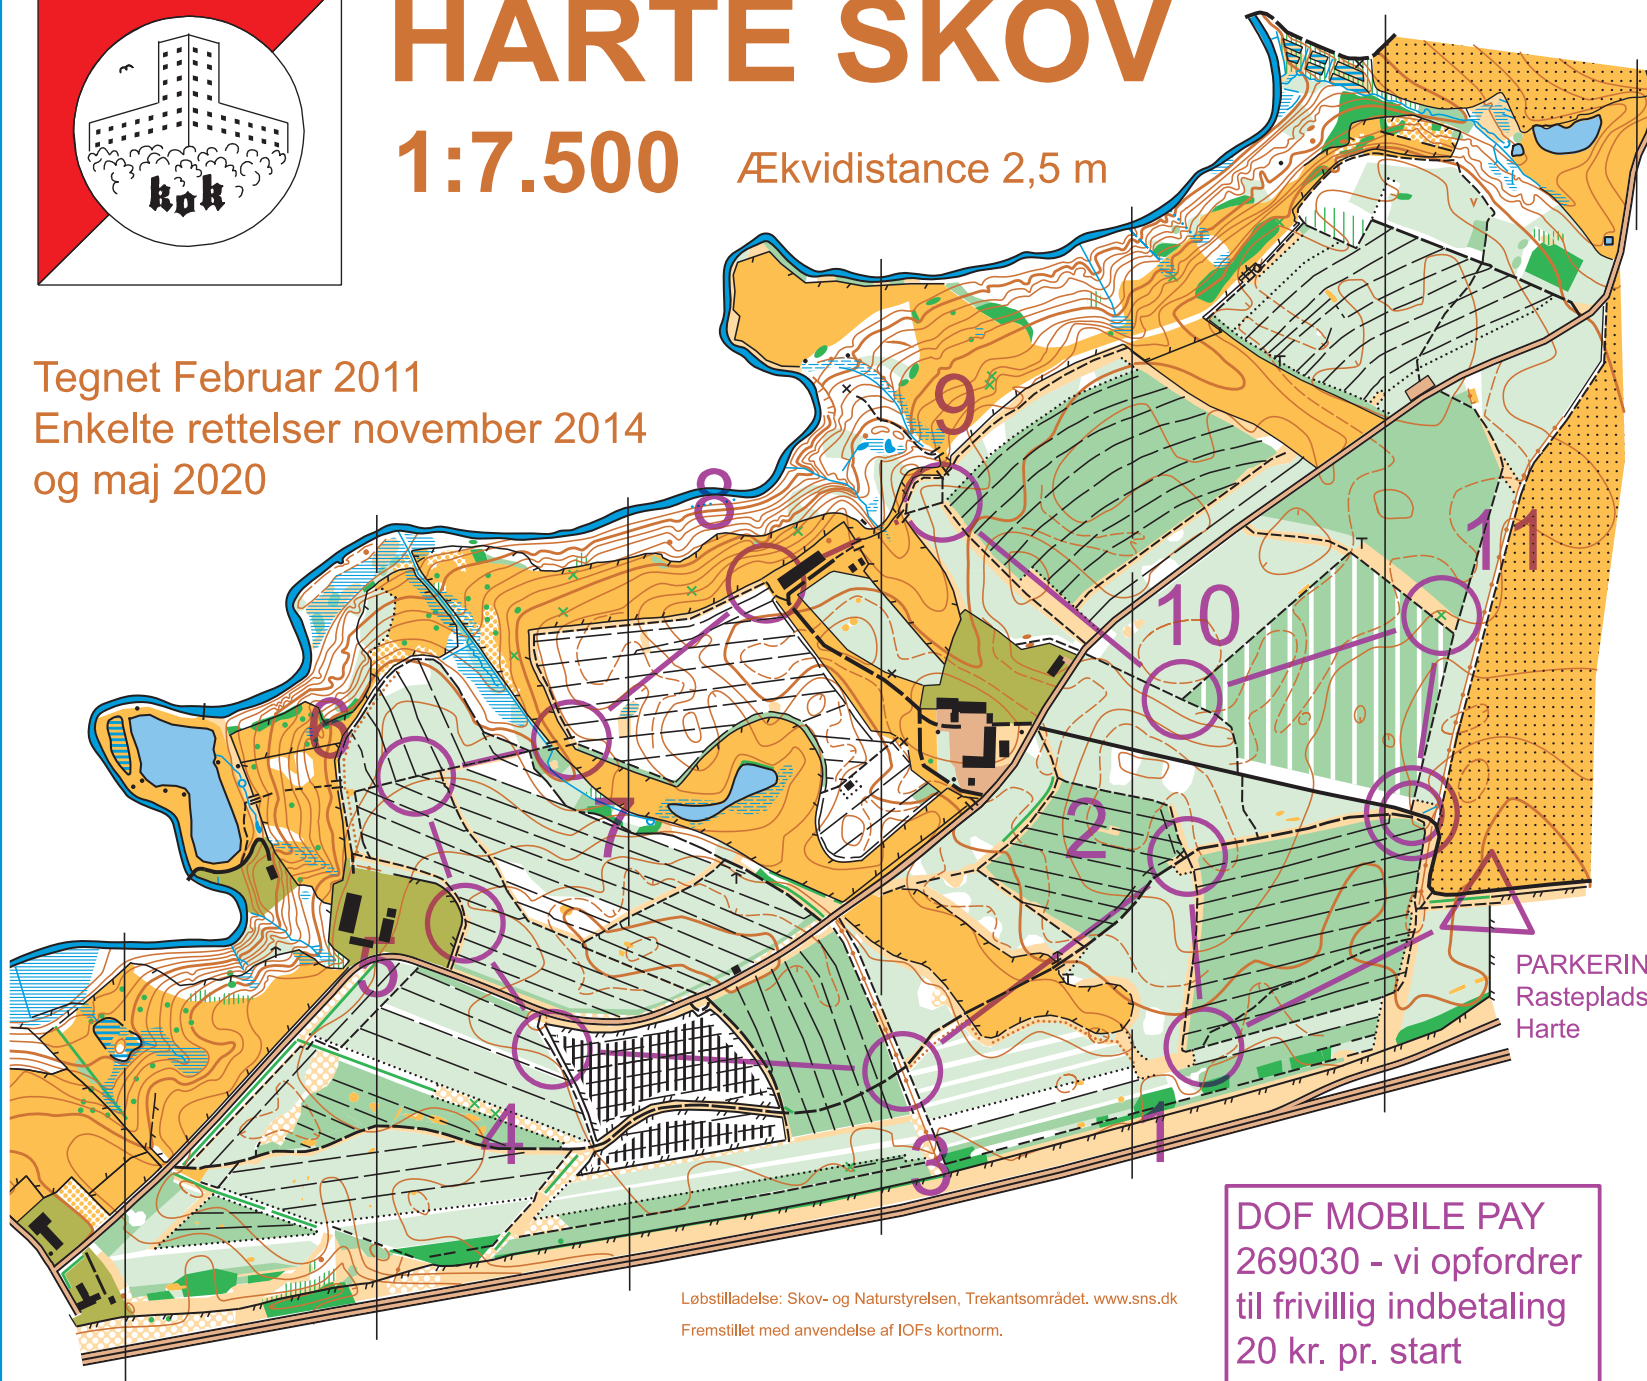 HARTE SKOV
1:7.500
Ækvidistance 2,5 m
kok
Tegnet Februar 2011
Enkelte rettelser november 2014
og maj 2020
9
8
11
10
6
2
7
5
4
3
1
PARKERIN
Rasteplads
Harte
DOF MOBILE PAY
269030 - vi opfordrer
til frivillig indbetaling
20 kr. pr. start
Løbstilladelse: Skov- og Naturstyrelsen, Trekantsområdet. www.sns.dk
Fremstillet med anvendelse af IOFs kortnorm.